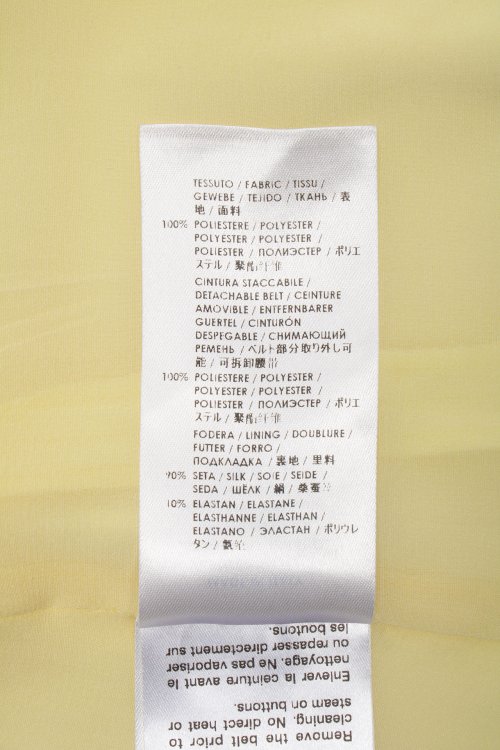 TESSUTO / FABRIC / TISSU /
GEWEBE / TEJIDO / ТКАНЬ / 表
地 / 面料
100% POLIESTERE / POLYESTER /
POLYESTER / POLYESTER /
POLIESTER / ПОЛИЭСТЕР / ポリエ
ステル / 聚酯纤维
CINTURA STACCABILE /
DETACHABLE BELT / CEINTURE
AMOVIBLE / ENTFERNBARER
GUERTEL / CINTURÓN
DESPEGABLE / СНИМАЮЩИЙ
РЕМЕНЬ / ベルト部分取り外し可
能 / 可拆卸腰带
100% POLIESTERE / POLYESTER /
POLYESTER / POLYESTER /
POLIESTER / ПОЛИЭСТЕР / ポリエ
ステル / 聚酯纤维
FODERA / LINING / DOUBLURE /
FUTTER / FORRO /
ПОДКЛАДКА / 裏地 / 里料
90% SETA / SILK / SOIE / SEIDE /
SEDA / ШЁЛК / 絹 / 桑蚕丝
10% ELASTAN / ELASTANE /
ELASTHANNE / ELASTHAN /
ELASTANO / ЭЛАСТАН / ポリウレ
タン / 氨纶
Remove the belt prior to
cleaning. No direct heat or
steam on buttons.
Enlever la ceinture avant le
nettoyage. Ne pas vaporiser
ou repasser directement sur
les boutons.